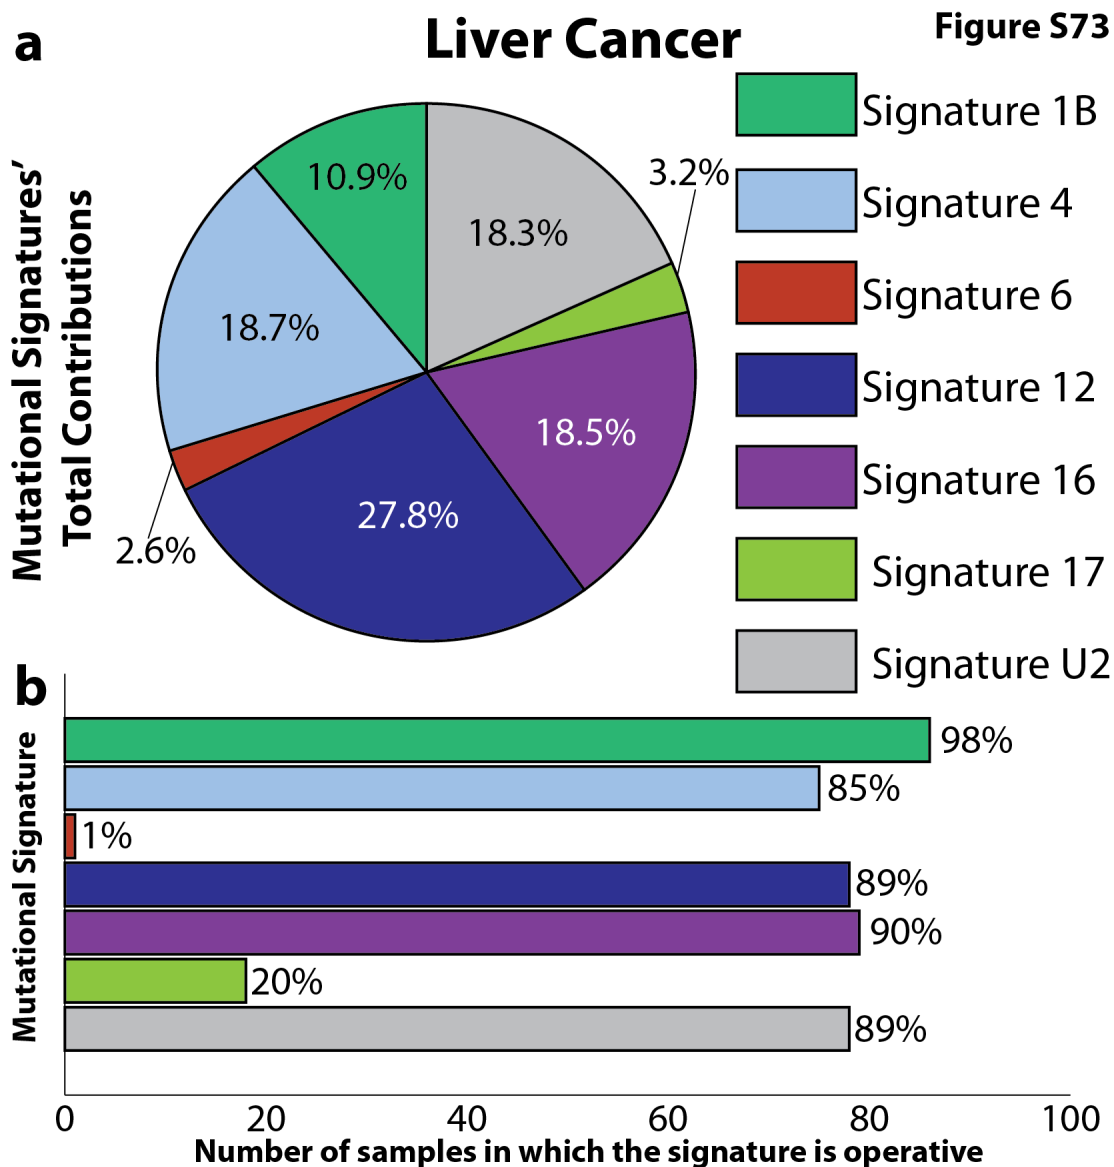 a
Liver Cancer
Figure S73
Mutational Signatures’
Total Contributions
10.9%
18.3%
3.2%
18.7%
18.5%
27.8%
2.6%
Signature 1B
Signature 4
Signature 6
Signature 12
Signature 16
Signature 17
Signature U2
b
Mutational Signature
98%
85%
1%
89%
90%
20%
89%
0 20 40 60 80 100
Number of samples in which the signature is operative